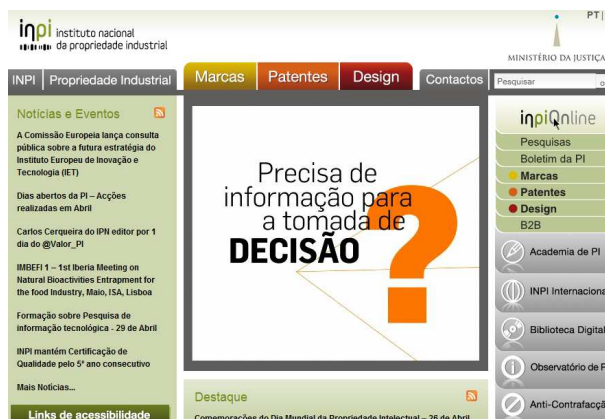 inpi instituto nacional
da propriedade industrial
PT|
MINISTÉRIO DA JUSTIÇA
INPI Propriedade Industrial Marcas Patentes Design Contactos Pesquisar
Notícias e Eventos
A Comissão Europeia lança consulta
pública sobre a futura estratégia do
Instituto Europeu de Inovação e
Tecnologia (IET)
Dias abertos da PI – Acções
realizadas em Abril
Carlos Cerqueira do IPN editor por 1
dia do @Valor_PI
IMBEFI 1 – 1st Iberia Meeting on
Natural Bioactivities Entrapment for
the food Industry, Maio, ISA, Lisboa
Formação sobre Pesquisa de
informação tecnológica - 29 de Abril
INPI mantém Certificação de
Qualidade pelo 5º ano consecutivo
Mais Notícias...
Links de acessibilidade
Precisa de
informação para
a tomada de
DECISÃO
?
Destaque
Comemorações do Dia Mundial da Propriedade Intelectual – 26 de Abril
inpiOnline
Pesquisas
Boletim da PI
Marcas
Patentes
Design
B2B
Academia de PI
INPI Internaciona
Biblioteca Digital
Observatório de P
Anti-Contrafacçã